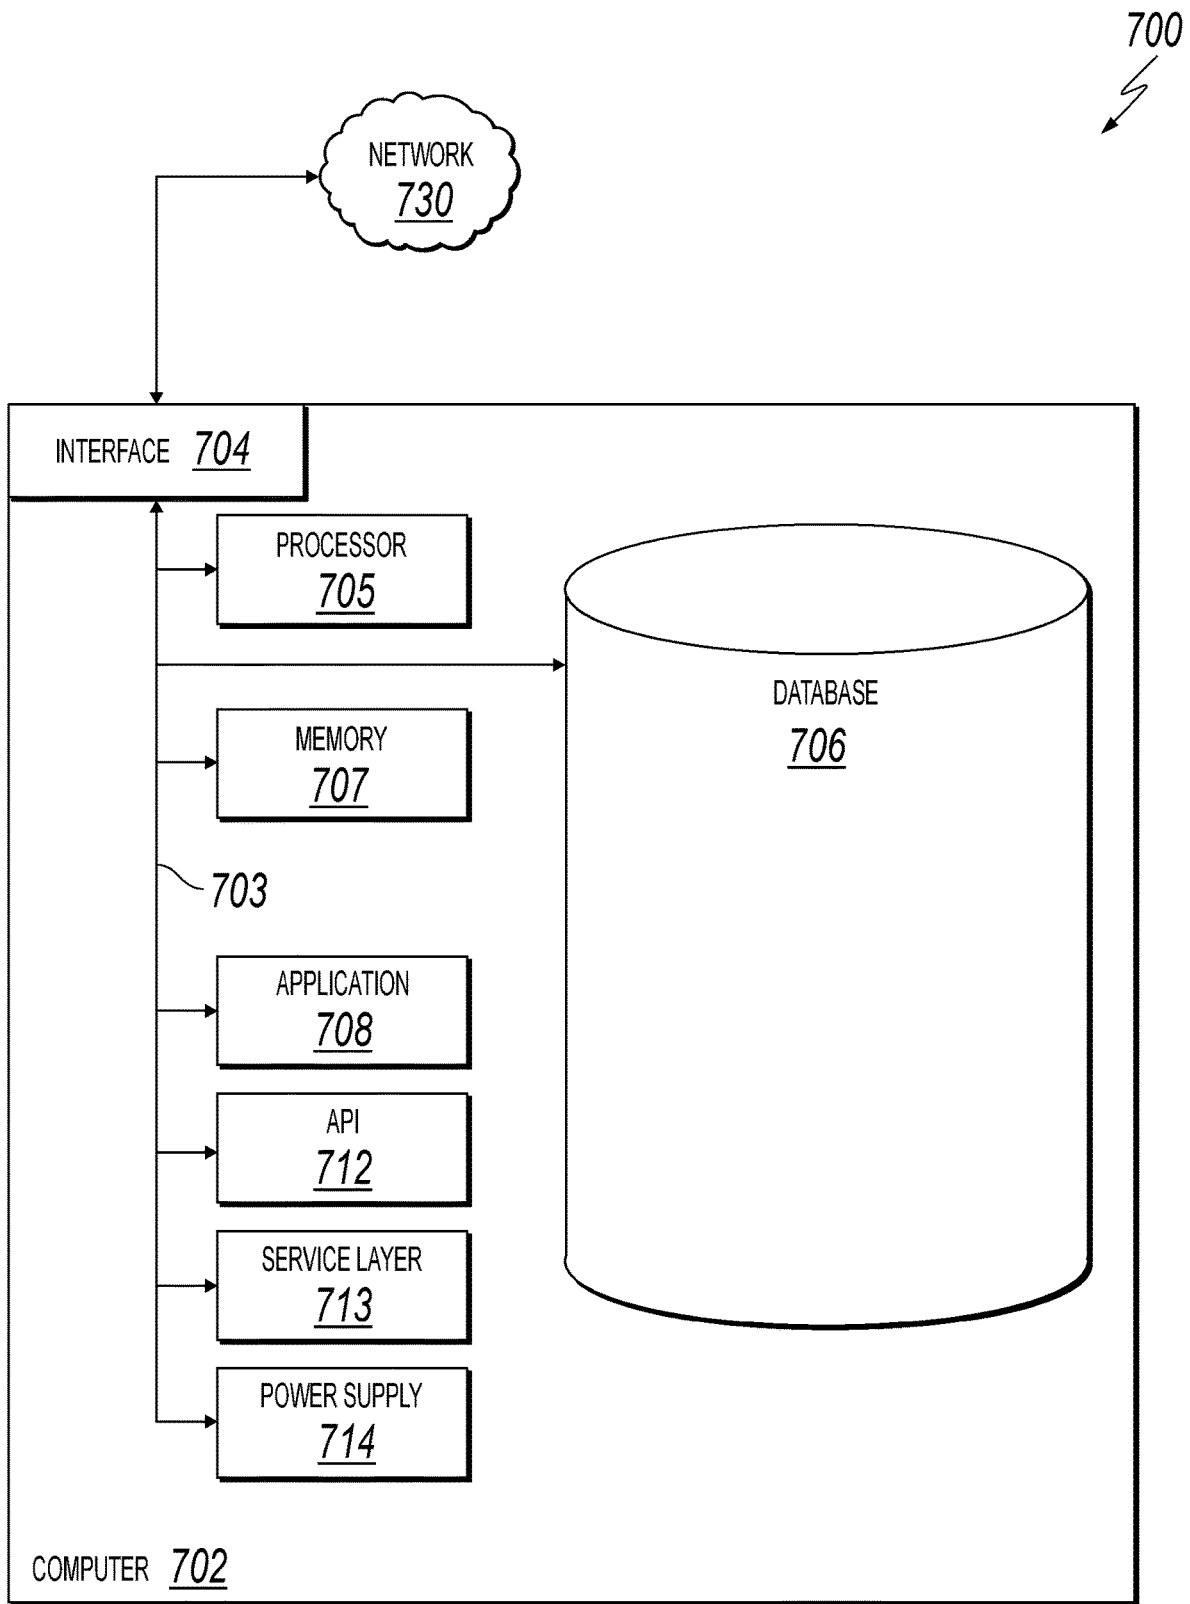 700
NETWORK
730
INTERFACE 704
PROCESSOR
705
DATABASE
706
MEMORY
707
703
APPLICATION
708
API
712
SERVICE LAYER
713
POWER SUPPLY
714
COMPUTER 702